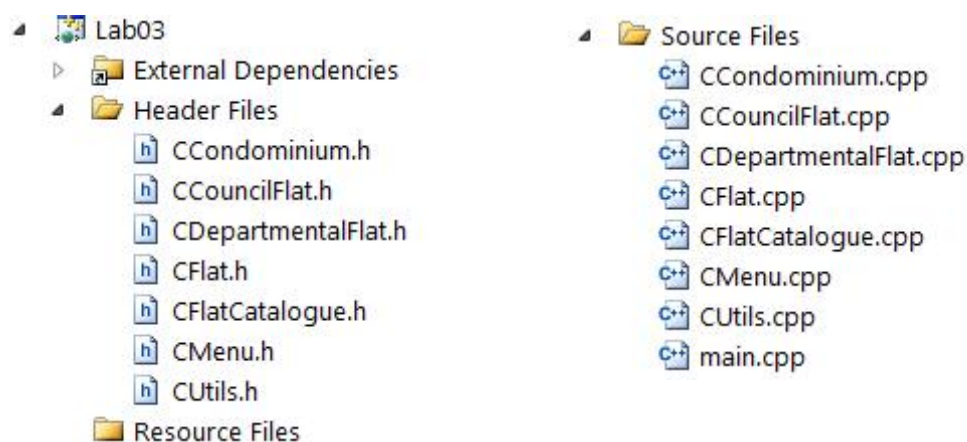 Lab03
External Dependencies
Header Files
h CCondominium.h
h CCouncilFlat.h
h CDepartmentalFlat.h
h CFlat.h
h CFlatCatalogue.h
h CMenu.h
h CUtils.h
Resource Files
Source Files
C++ CCondominium.cpp
C++ CCouncilFlat.cpp
C++ CDepartmentalFlat.cpp
C++ CFlat.cpp
C++ CFlatCatalogue.cpp
C++ CMenu.cpp
C++ CUtils.cpp
C++ main.cpp